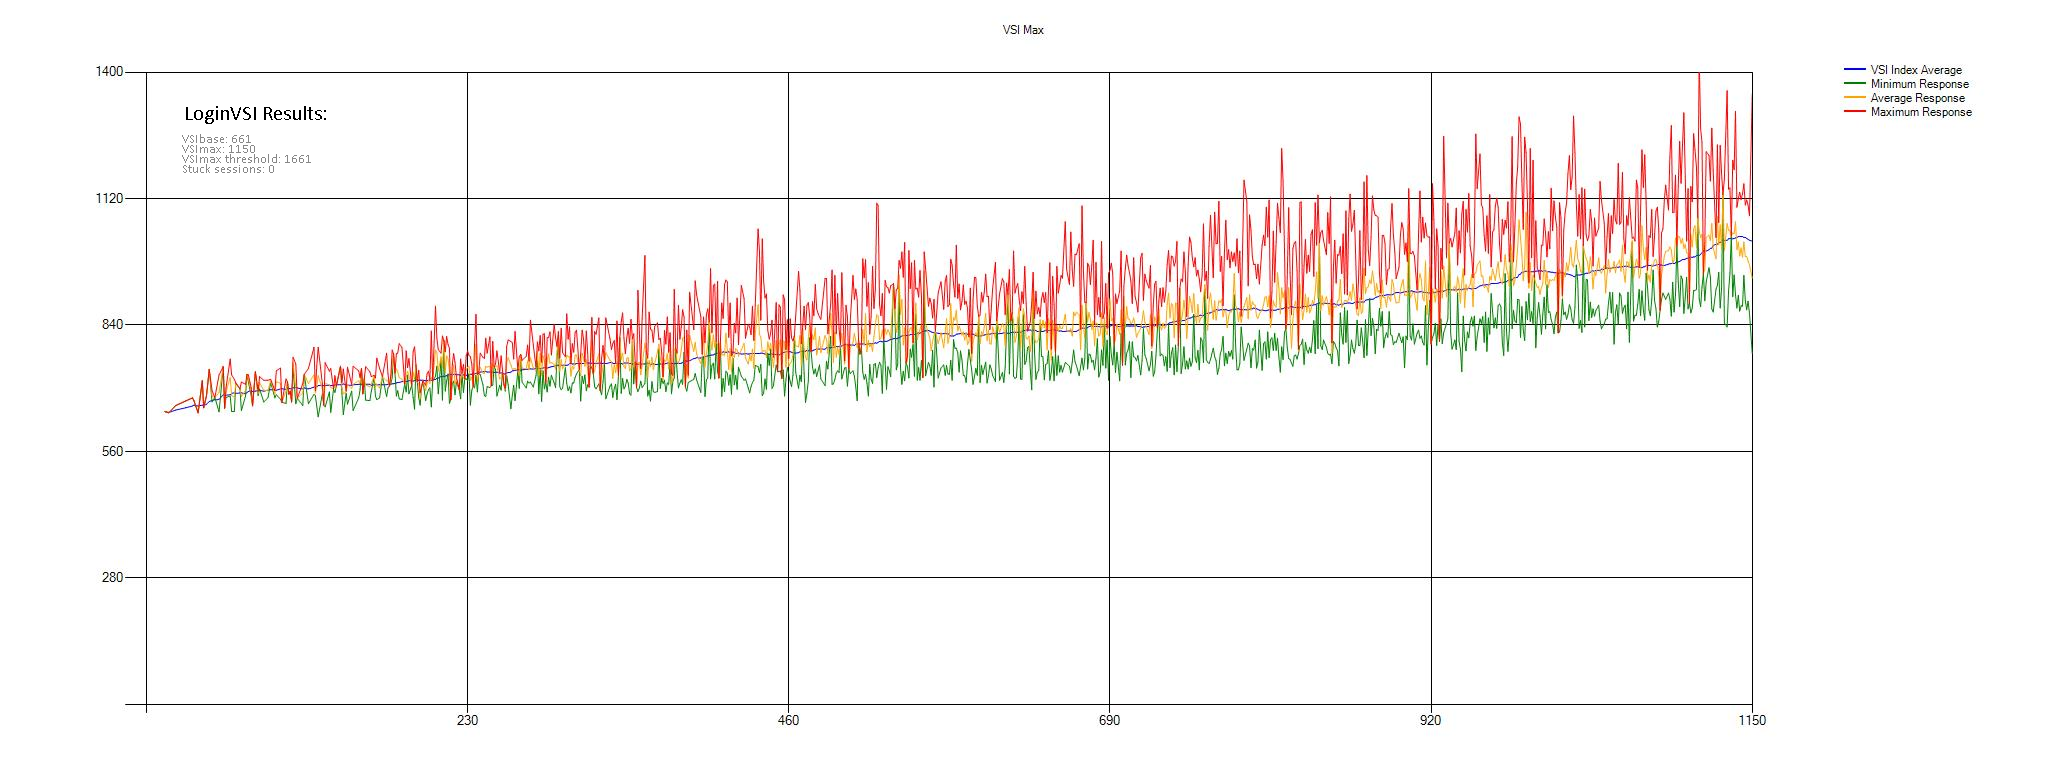 VSI Max
1400
1120
840
560
280
LoginVSI Results:
VSIbase: 661
VSImax: 1150
VSImax threshold: 1661
Stuck sessions: 0
VSI Index Average
Minimum Response
Average Response
Maximum Response
230
460
690
920
1150